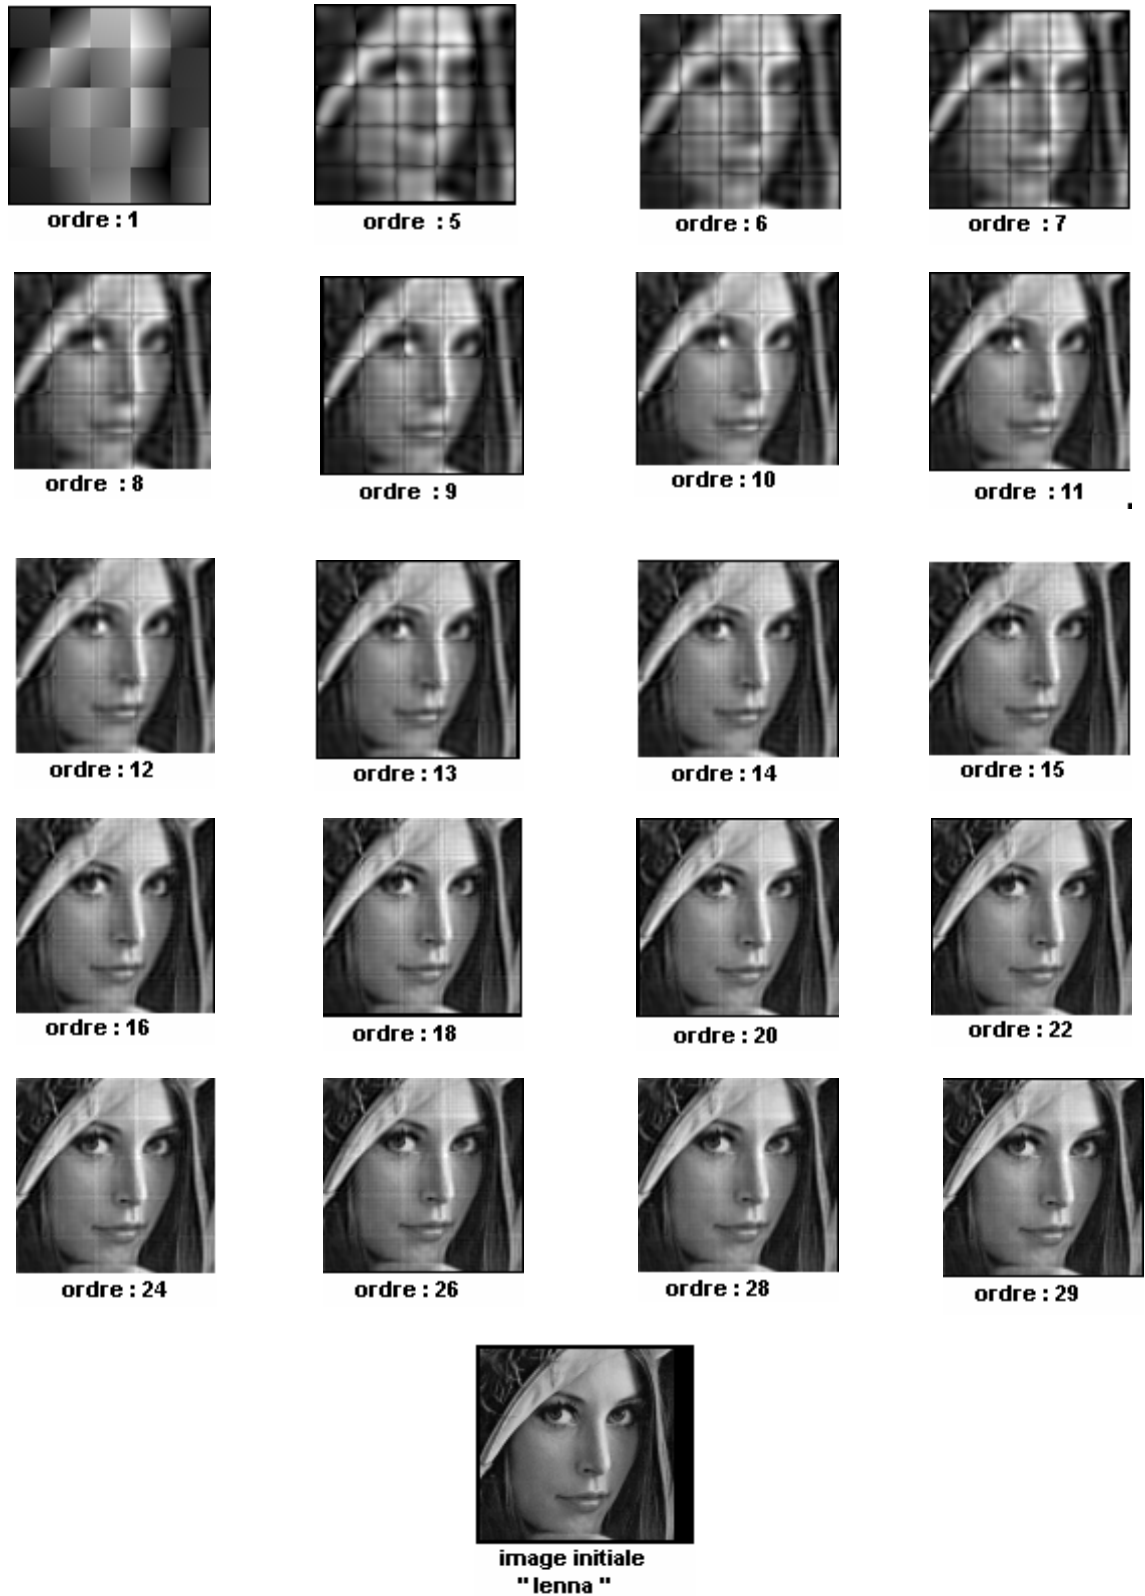 ordre : 1
ordre : 5
ordre : 6
ordre : 7
ordre : 8
ordre : 9
ordre : 10
ordre : 11
ordre : 12
ordre : 13
ordre : 14
ordre : 15
ordre : 16
ordre : 18
ordre : 20
ordre : 22
ordre : 24
ordre : 26
ordre : 28
ordre : 29
image initiale
" lenna "